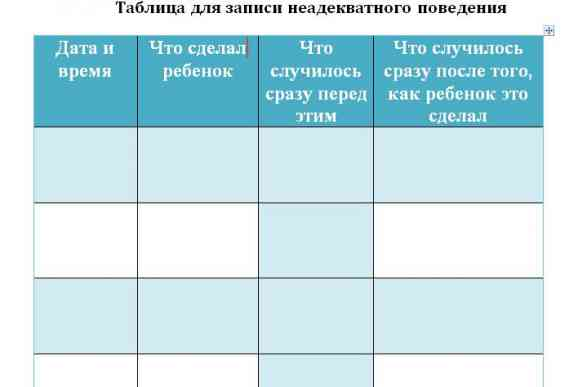 Таблица для записи неадекватного поведения
Дата и
время
Что сделал
ребенок
Что
случилось
сразу перед
этим
Что случилось
сразу после того,
как ребенок это
сделал